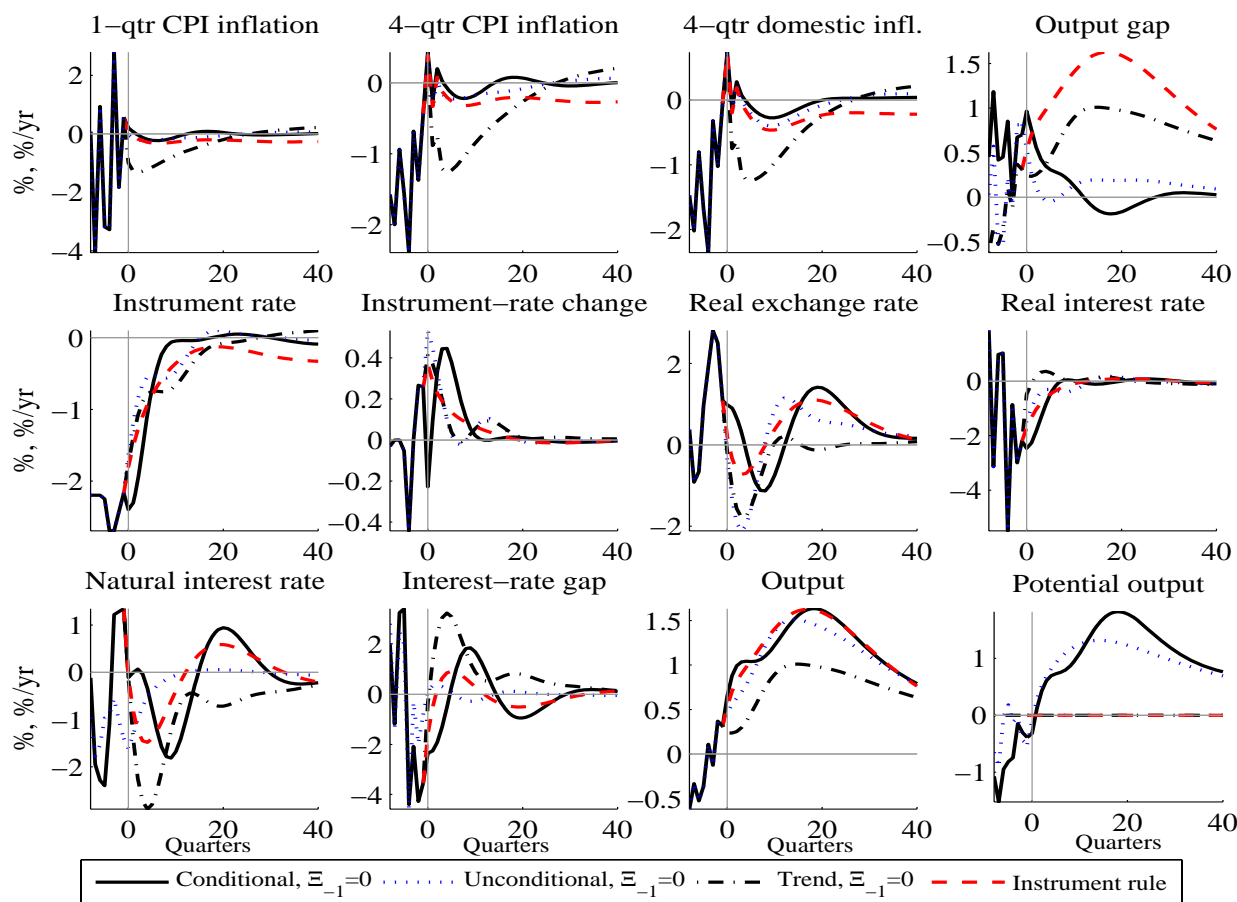 1−qtr CPI inflation 4−qtr CPI inflation 4−qtr domestic infl. Output gap
%, %/yr
2
0
−2
−4
0 20 40
0
−1
−2
0 20 40
0
−1
−2
0 20 40
1.5
1
0.5
0
−0.5
0 20 40
Instrument rate Instrument−rate change Real exchange rate Real interest rate
%, %/yr
0
−1
−2
0 20 40
0.4
0.2
0
−0.2
−0.4
0 20 40
2
0
−2
0 20 40
0
−2
−4
0 20 40
Natural interest rate Interest−rate gap Output Potential output
%, %/yr
1
0
−1
−2
0 20 40
Quarters
2
0
−2
−4
0 20 40
Quarters
1.5
1
0.5
0
−0.5
0 20 40
Quarters
1
0
−1
0 20 40
Quarters
Conditional, Ξ−1=0 Unconditional, Ξ−1=0 Trend, Ξ−1=0 Instrument rule